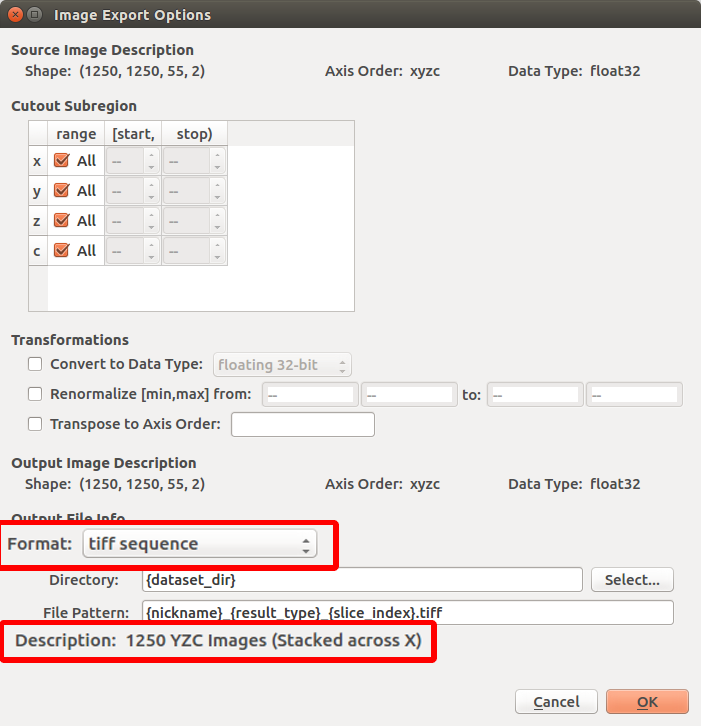 Image Export Options
Source Image Description
Shape: (1250, 1250, 55, 2) Axis Order: xyzc Data Type: float32
Cutout Subregion
range [start, stop)
x All -- --
y All -- --
z All -- --
c All -- --
Transformations
Convert to Data Type: floating 32-bit
Renormalize [min,max] from: -- -- to: -- --
Transpose to Axis Order:
Output Image Description
Shape: (1250, 1250, 55, 2) Axis Order: xyzc Data Type: float32
Output File Info
Format: tiff sequence
Directory: {dataset_dir} Select...
File Pattern: {nickname}_{result_type}_{slice_index}.tiff
Description: 1250 YZC Images (Stacked across X)
Cancel OK